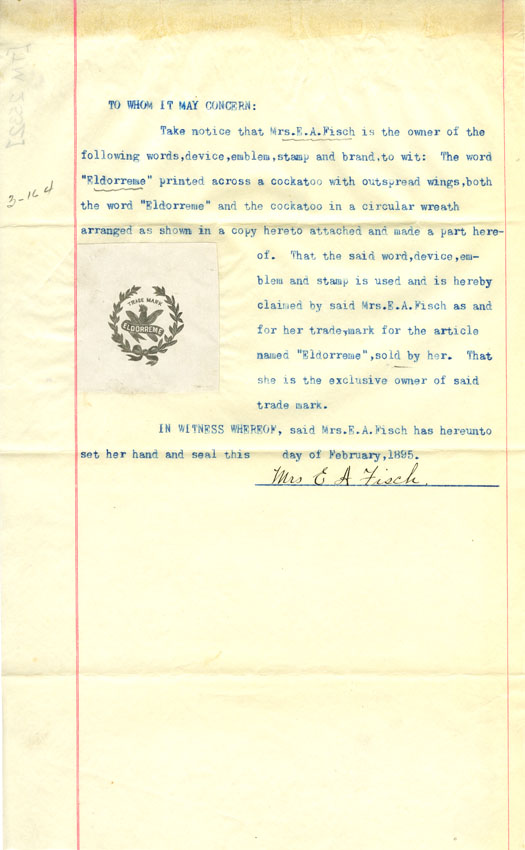 TO WHOM IT MAY CONCERN:
Take notice that Mrs.E.A.Fisch is the owner of the
following words,device,emblem,stamp and brand,to wit: The word
"Eldorreme" printed across a cockatoo with outspread wings,both
the word "Eldorreme" and the cockatoo in a circular wreath
arranged as shown in a copy hereto attached and made a part here-
of. That the said word,device,em-
blem and stamp is used and is hereby
claimed by said Mrs.E.A.Fisch as and
for her trade-mark for the article
named "Eldorreme",sold by her. That
she is the exclusive owner of said
trade mark.
TRADE MARK
ELDORREME
IN WITNESS WHEREOF, said Mrs.E.A.Fisch has hereunto
set her hand and seal this day of February,1895.
Mrs E A Fisch.